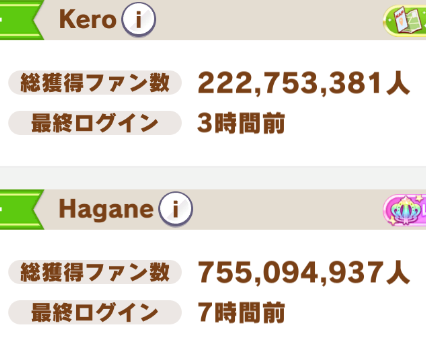 Kero i
総獲得ファン数 222,753,381人
最終ログイン 3時間前
Hagane i
総獲得ファン数 755,094,937人
最終ログイン 7時間前